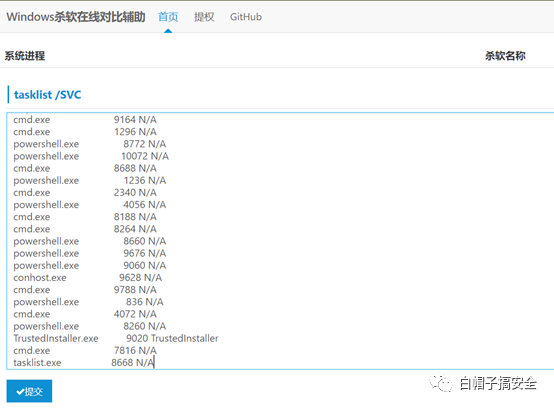 Windows杀软在线对比辅助 首页 提权 GitHub
系统进程 杀软名称
tasklist /SVC
cmd.exe 9164 N/A
cmd.exe 1296 N/A
powershell.exe 8772 N/A
powershell.exe 10072 N/A
cmd.exe 8688 N/A
powershell.exe 1236 N/A
cmd.exe 2340 N/A
powershell.exe 4056 N/A
cmd.exe 8188 N/A
cmd.exe 8264 N/A
powershell.exe 8660 N/A
powershell.exe 9676 N/A
powershell.exe 9060 N/A
conhost.exe 9628 N/A
cmd.exe 9788 N/A
powershell.exe 836 N/A
cmd.exe 4072 N/A
powershell.exe 8260 N/A
TrustedInstaller.exe 9020 TrustedInstaller
cmd.exe 7816 N/A
tasklist.exe 8668 N/A
提交
白帽子搞安全